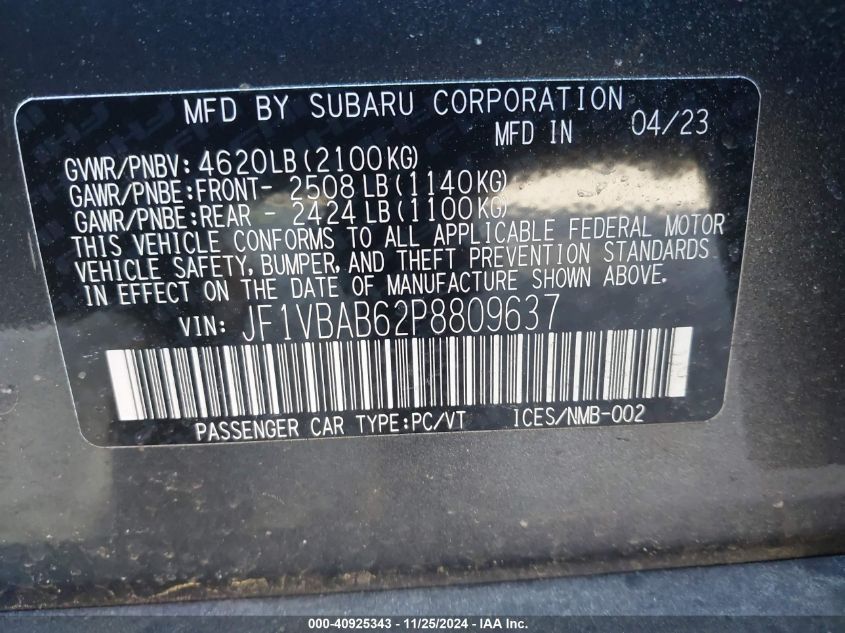 MFD BY SUBARU CORPORATION
MFD IN 04/23
GVWR/PNBV: 4620LB(2100KG)
GAWR/PNBE:FRONT- 2508 LB(1140KG)
GAWR/PNBE:REAR - 2424 LB(1100KG)
THIS VEHICLE CONFORMS TO ALL APPLICABLE FEDERAL MOTOR
VEHICLE SAFETY, BUMPER, AND THEFT PREVENTION STANDARDS
IN EFFECT ON THE DATE OF MANUFACTURE SHOWN ABOVE.
VIN: JF1VBAB62P8809637
PASSENGER CAR TYPE:PC/VT ICES/NMB-002
000-40925343 - 11/25/2024 - IAA, Inc.